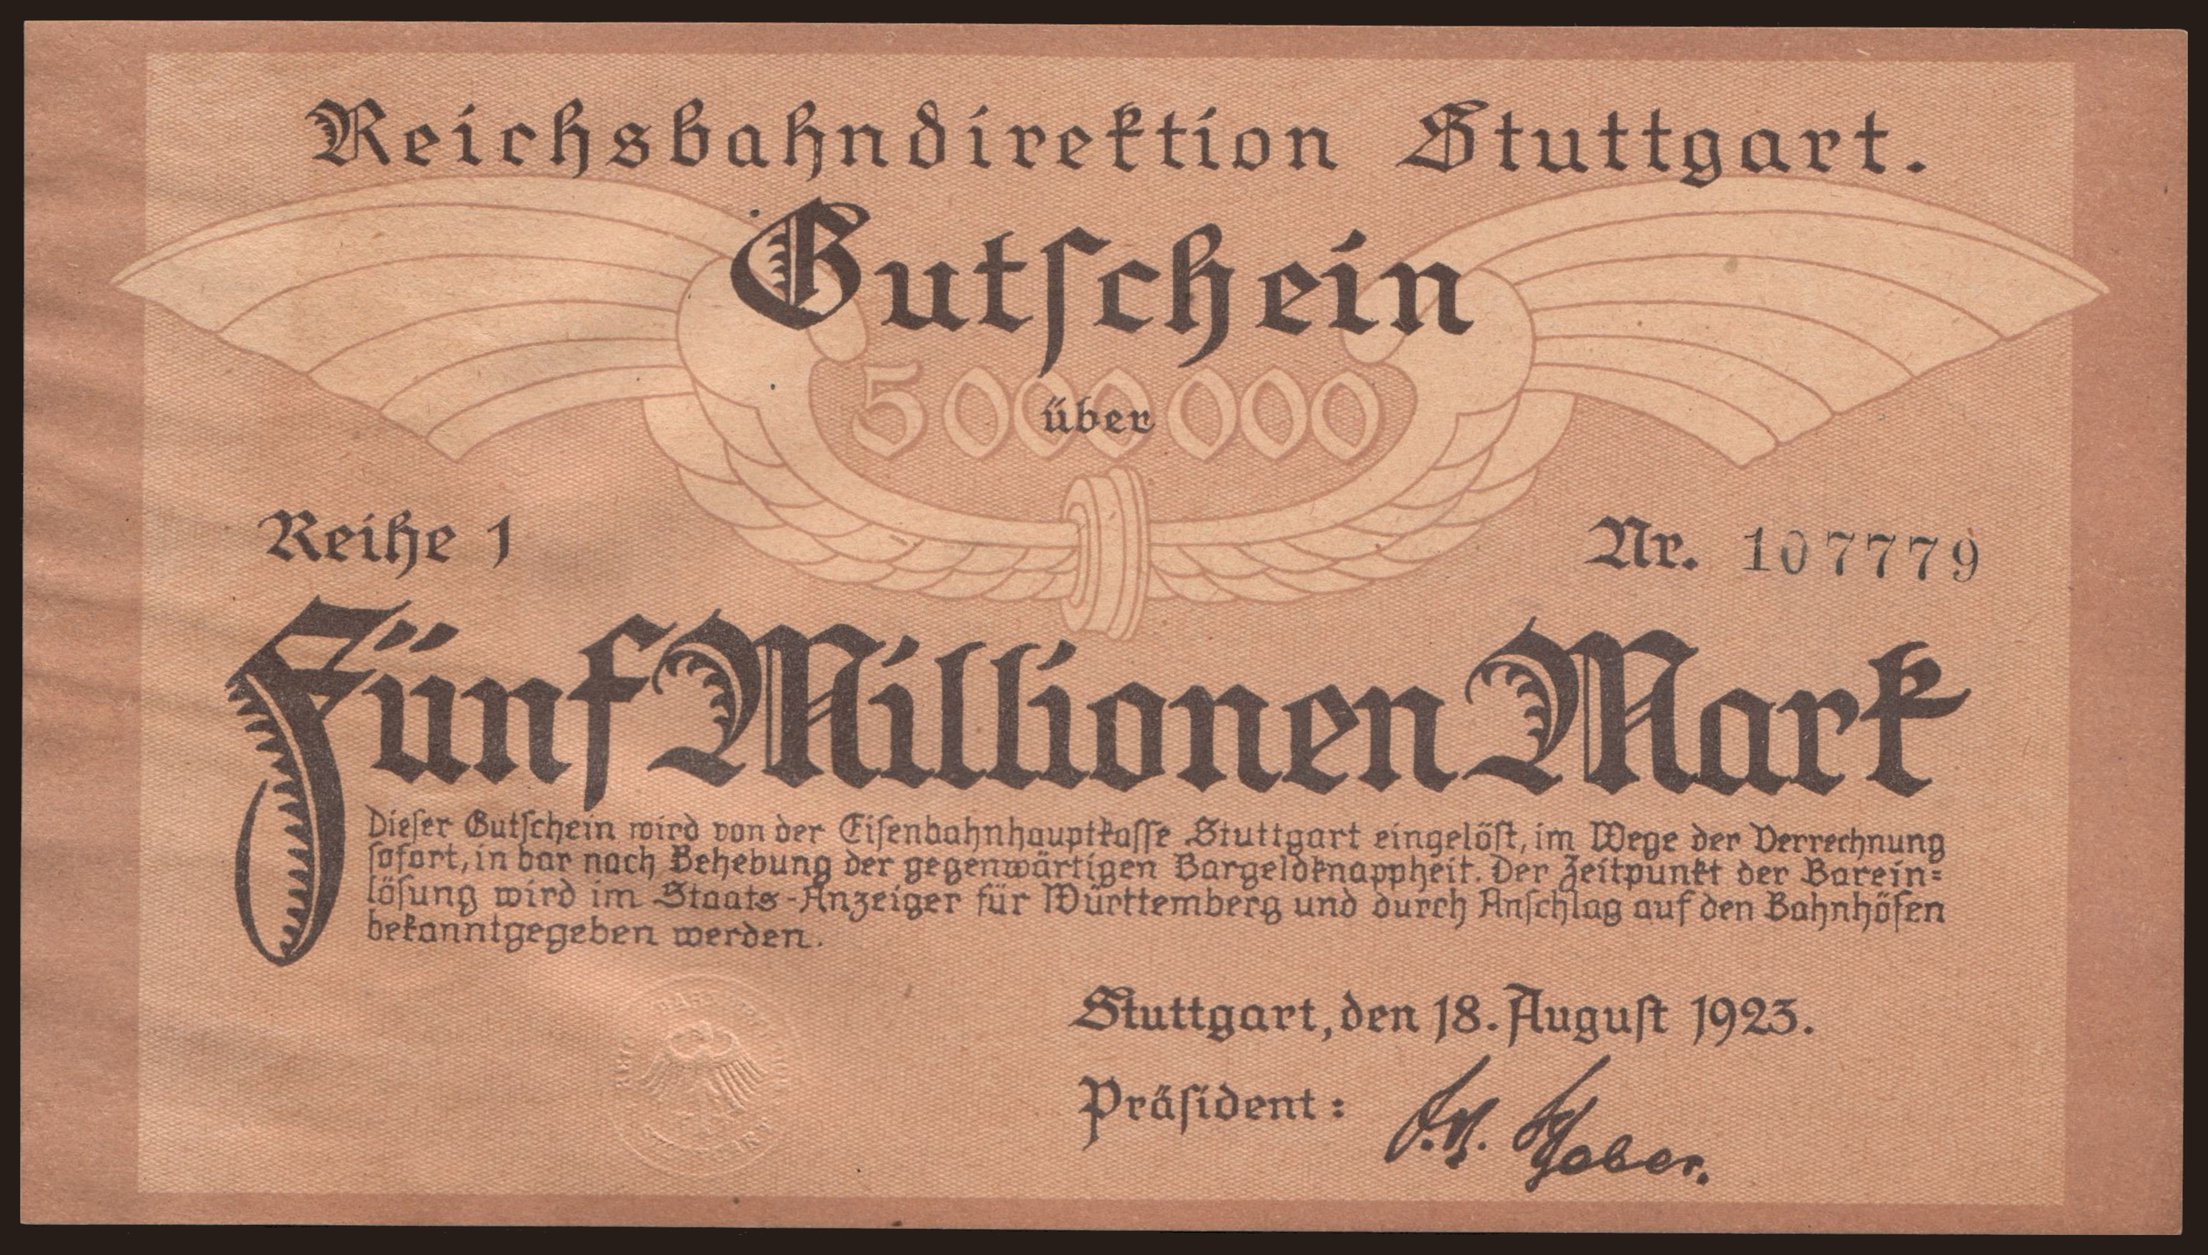 Reichsbahndirektion Stuttgart.
Gutschein
5000000
über
Reihe 1
Nr. 107779
Fünf Millionen Mark
Dieser Gutschein wird von der Eisenbahnhauptkasse Stuttgart eingelöst, im Wege der Verrechnung
sofort, in bar nach Behebung der gegenwärtigen Bargeldknappheit. Der Zeitpunkt der Barein=
lösung wird im Staats-Anzeiger für Württemberg und durch Anschlag auf den Bahnhöfen
bekanntgegeben werden.
Stuttgart, den 18. August 1923.
Präsident: